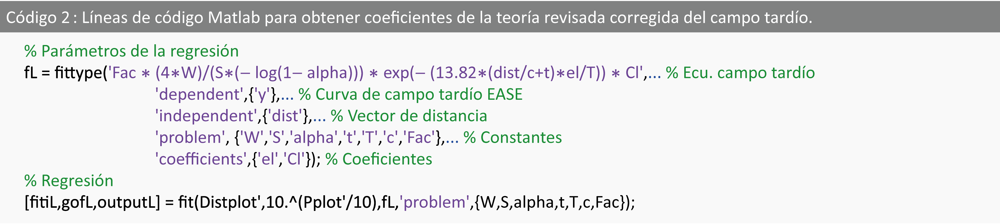 Código 2 : Líneas de código Matlab para obtener coeficientes de la teoría revisada corregida del campo tardío.
% Parámetros de la regresión
fL = fittype('Fac ∗ (4∗W)/(S∗(– log(1– alpha))) ∗ exp(– (13.82∗(dist/c+t)∗el/T)) ∗ Cl',... % Ecu. campo tardío
'dependent',{'y'},... % Curva de campo tardío EASE
'independent',{'dist'},... % Vector de distancia
'problem', {'W','S','alpha','t','T','c','Fac'},... % Constantes
'coefficients',{'el','Cl'}); % Coeficientes
% Regresión
[fitiL,gofL,outputL] = fit(Distplot',10.^(Pplot'/10),fL,'problem',{W,S,alpha,t,T,c,Fac});